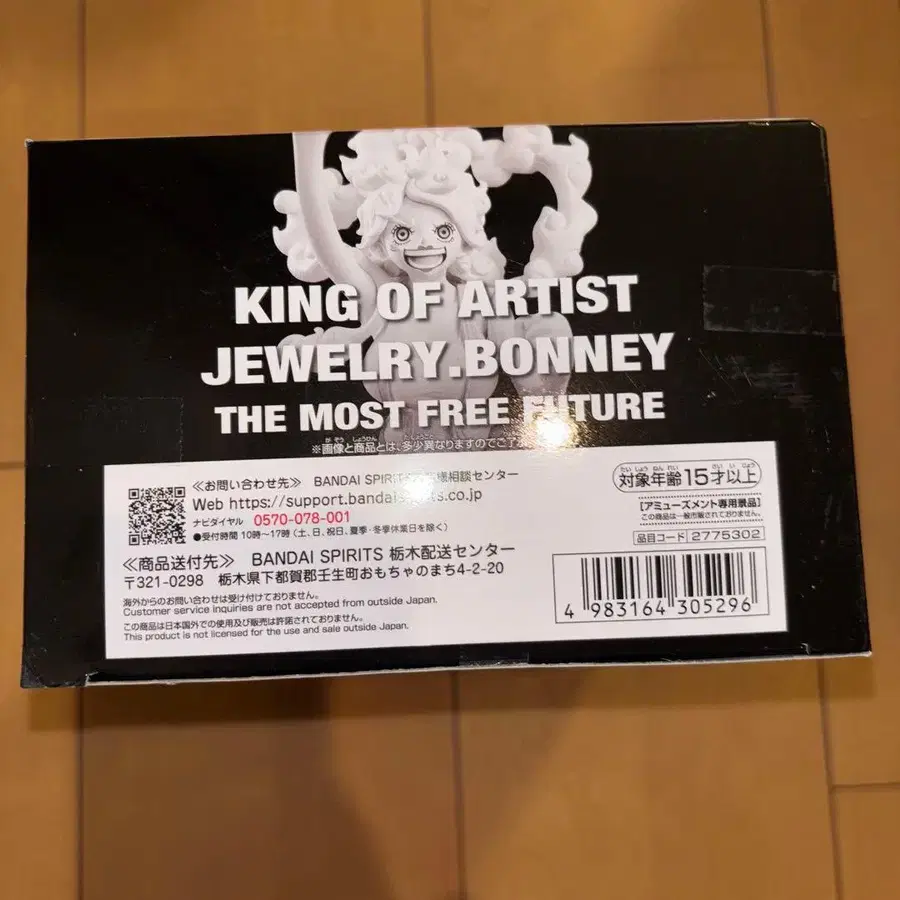 KING OF ARTIST
JEWELRY.BONNEY
THE MOST FREE FUTURE
※画像と商品とは、多少異なりますのでご了
≪お問い合わせ先≫ BANDAI SPIRITS お客様相談センター
Web https://support.bandaispirits.co.jp
ナビダイヤル 0570-078-001
●受付時間 10時〜17時 (土、日、祝日、夏季・冬季休業日を除く)
≪商品送付先≫ BANDAI SPIRITS 栃木配送センター
〒321-0298 栃木県下都賀郡壬生町おもちゃのまち4-2-20
海外からのお問い合わせは受け付けておりません。
Customer service inquiries are not accepted from outside Japan.
この商品は日本国外での使用及び販売は許諾されておりません。
This product is not licensed for the use and sale outside Japan.
対象年齢15才以上
[アミューズメント専用景品]
この商品は一般市販されておりません。
品目コード 2775302
4 983164 305296